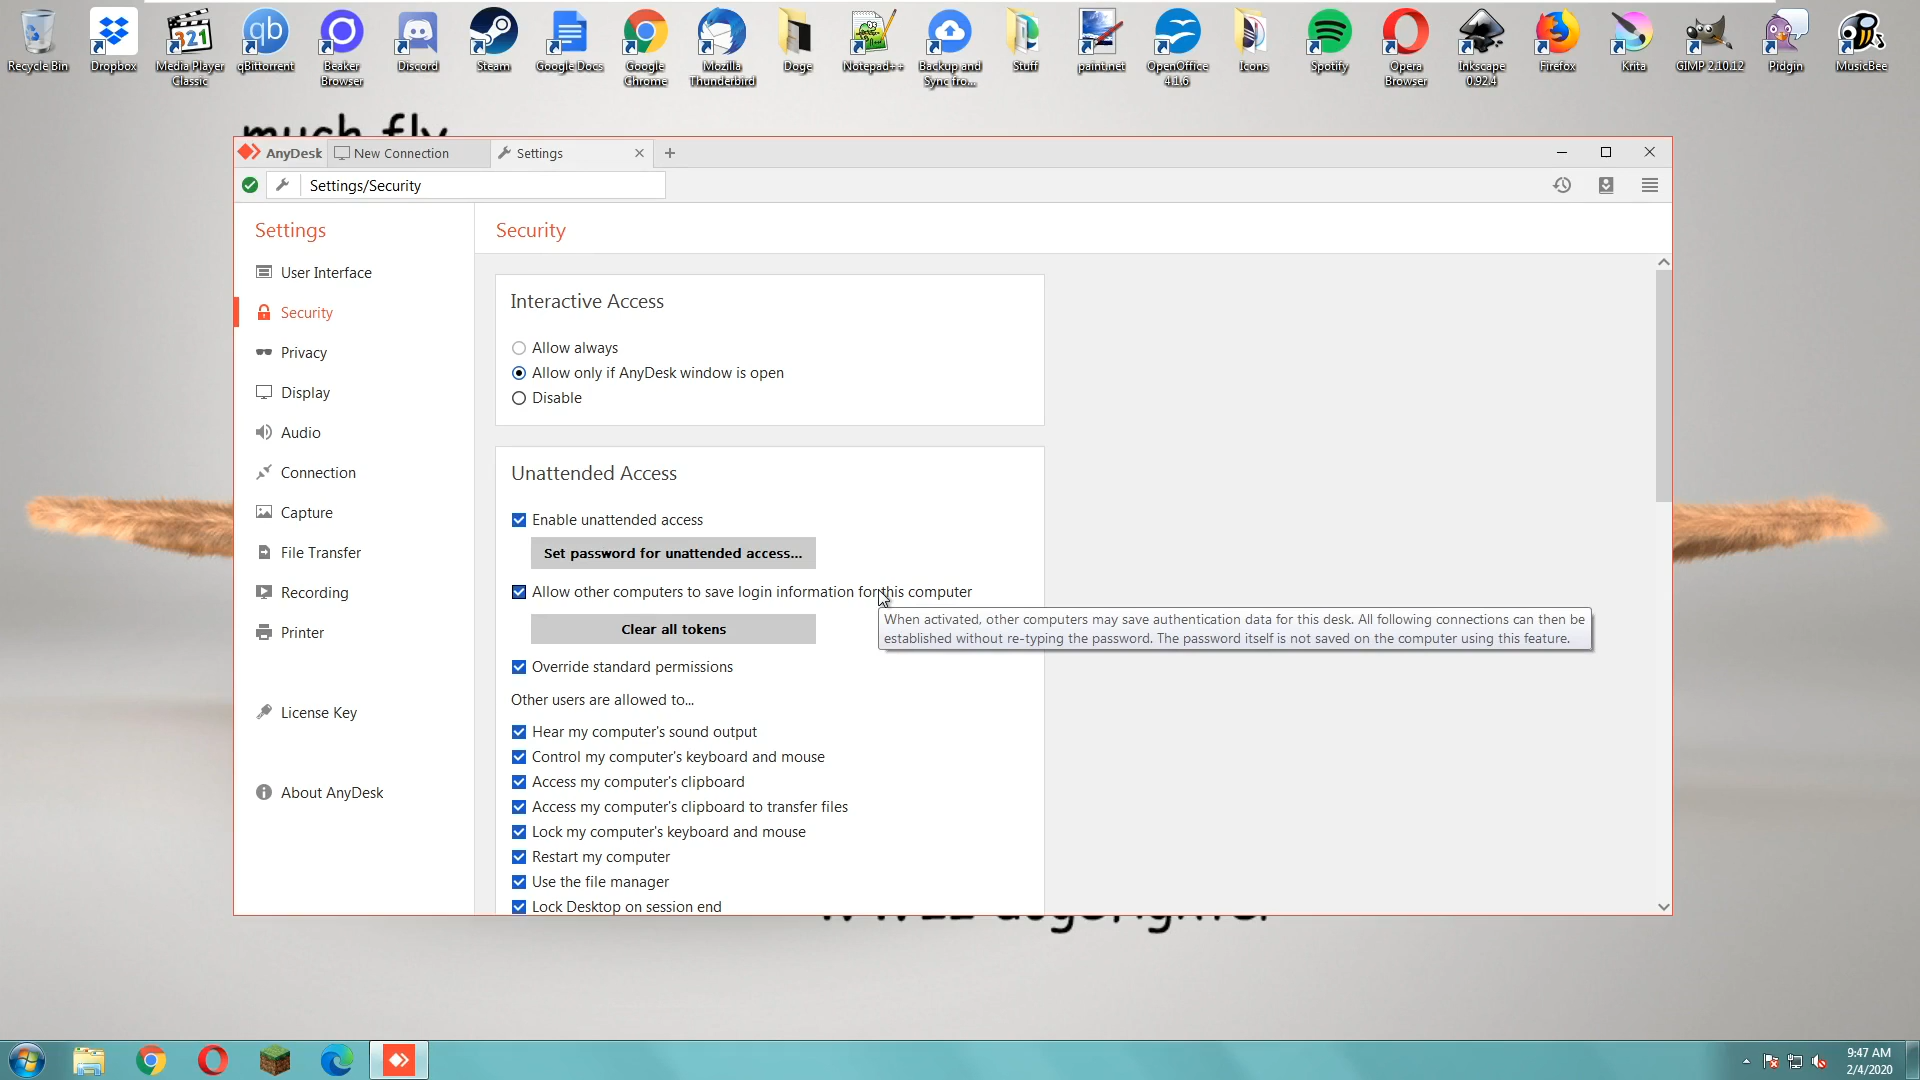 Recycle Bin
Dropbox
Media Player
Classic
321
qb
qBittorrent
Beaker
Browser
Discord
Steam
Google Docs
Google
Chrome
Mozilla
Thunderbird
Doge
Notepad++
Backup and
Sync fro...
Stuff
paint.net
OpenOffice
4.1.6
Icons
Spotify
Opera
Browser
Inkscape
0.92.4
Firefox
Krita
GIMP 2.10.12
Pidgin
MusicBee
much fly
AnyDesk
New Connection
Settings
Settings/Security
Settings
User Interface
Security
Privacy
Display
Audio
Connection
Capture
File Transfer
Recording
Printer
License Key
About AnyDesk
Security
Interactive Access
Allow always
Allow only if AnyDesk window is open
Disable
Unattended Access
Enable unattended access
Set password for unattended access...
Allow other computers to save login information for this computer
Clear all tokens
When activated, other computers may save authentication data for this desk. All following connections can then be
established without re-typing the password. The password itself is not saved on the computer using this feature.
Override standard permissions
Other users are allowed to...
Hear my computer's sound output
Control my computer's keyboard and mouse
Access my computer's clipboard
Access my computer's clipboard to transfer files
Lock my computer's keyboard and mouse
Restart my computer
Use the file manager
Lock Desktop on session end
9:47 AM
2/4/2020